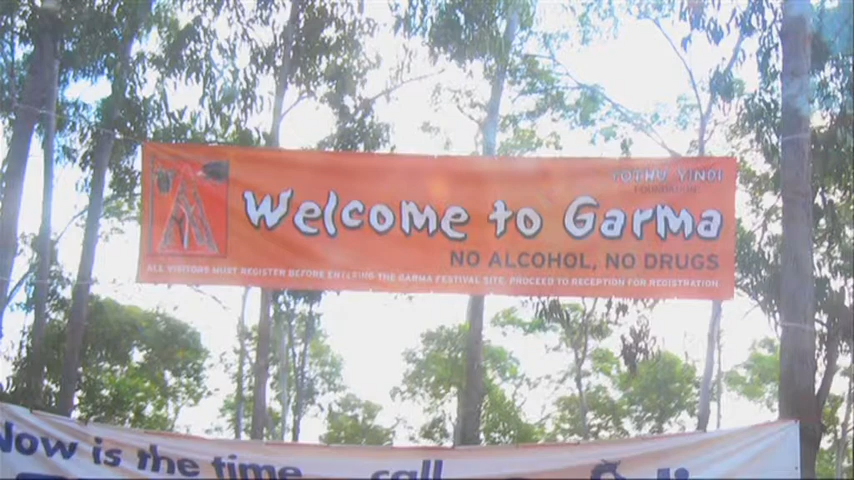 YOTHU YINDI
FOUNDATION
Welcome to Garma
NO ALCOHOL, NO DRUGS
ALL VISITORS MUST REGISTER BEFORE ENTERING THE GARMA FESTIVAL SITE. PROCEED TO RECEPTION FOR REGISTRATION
Now is the time call